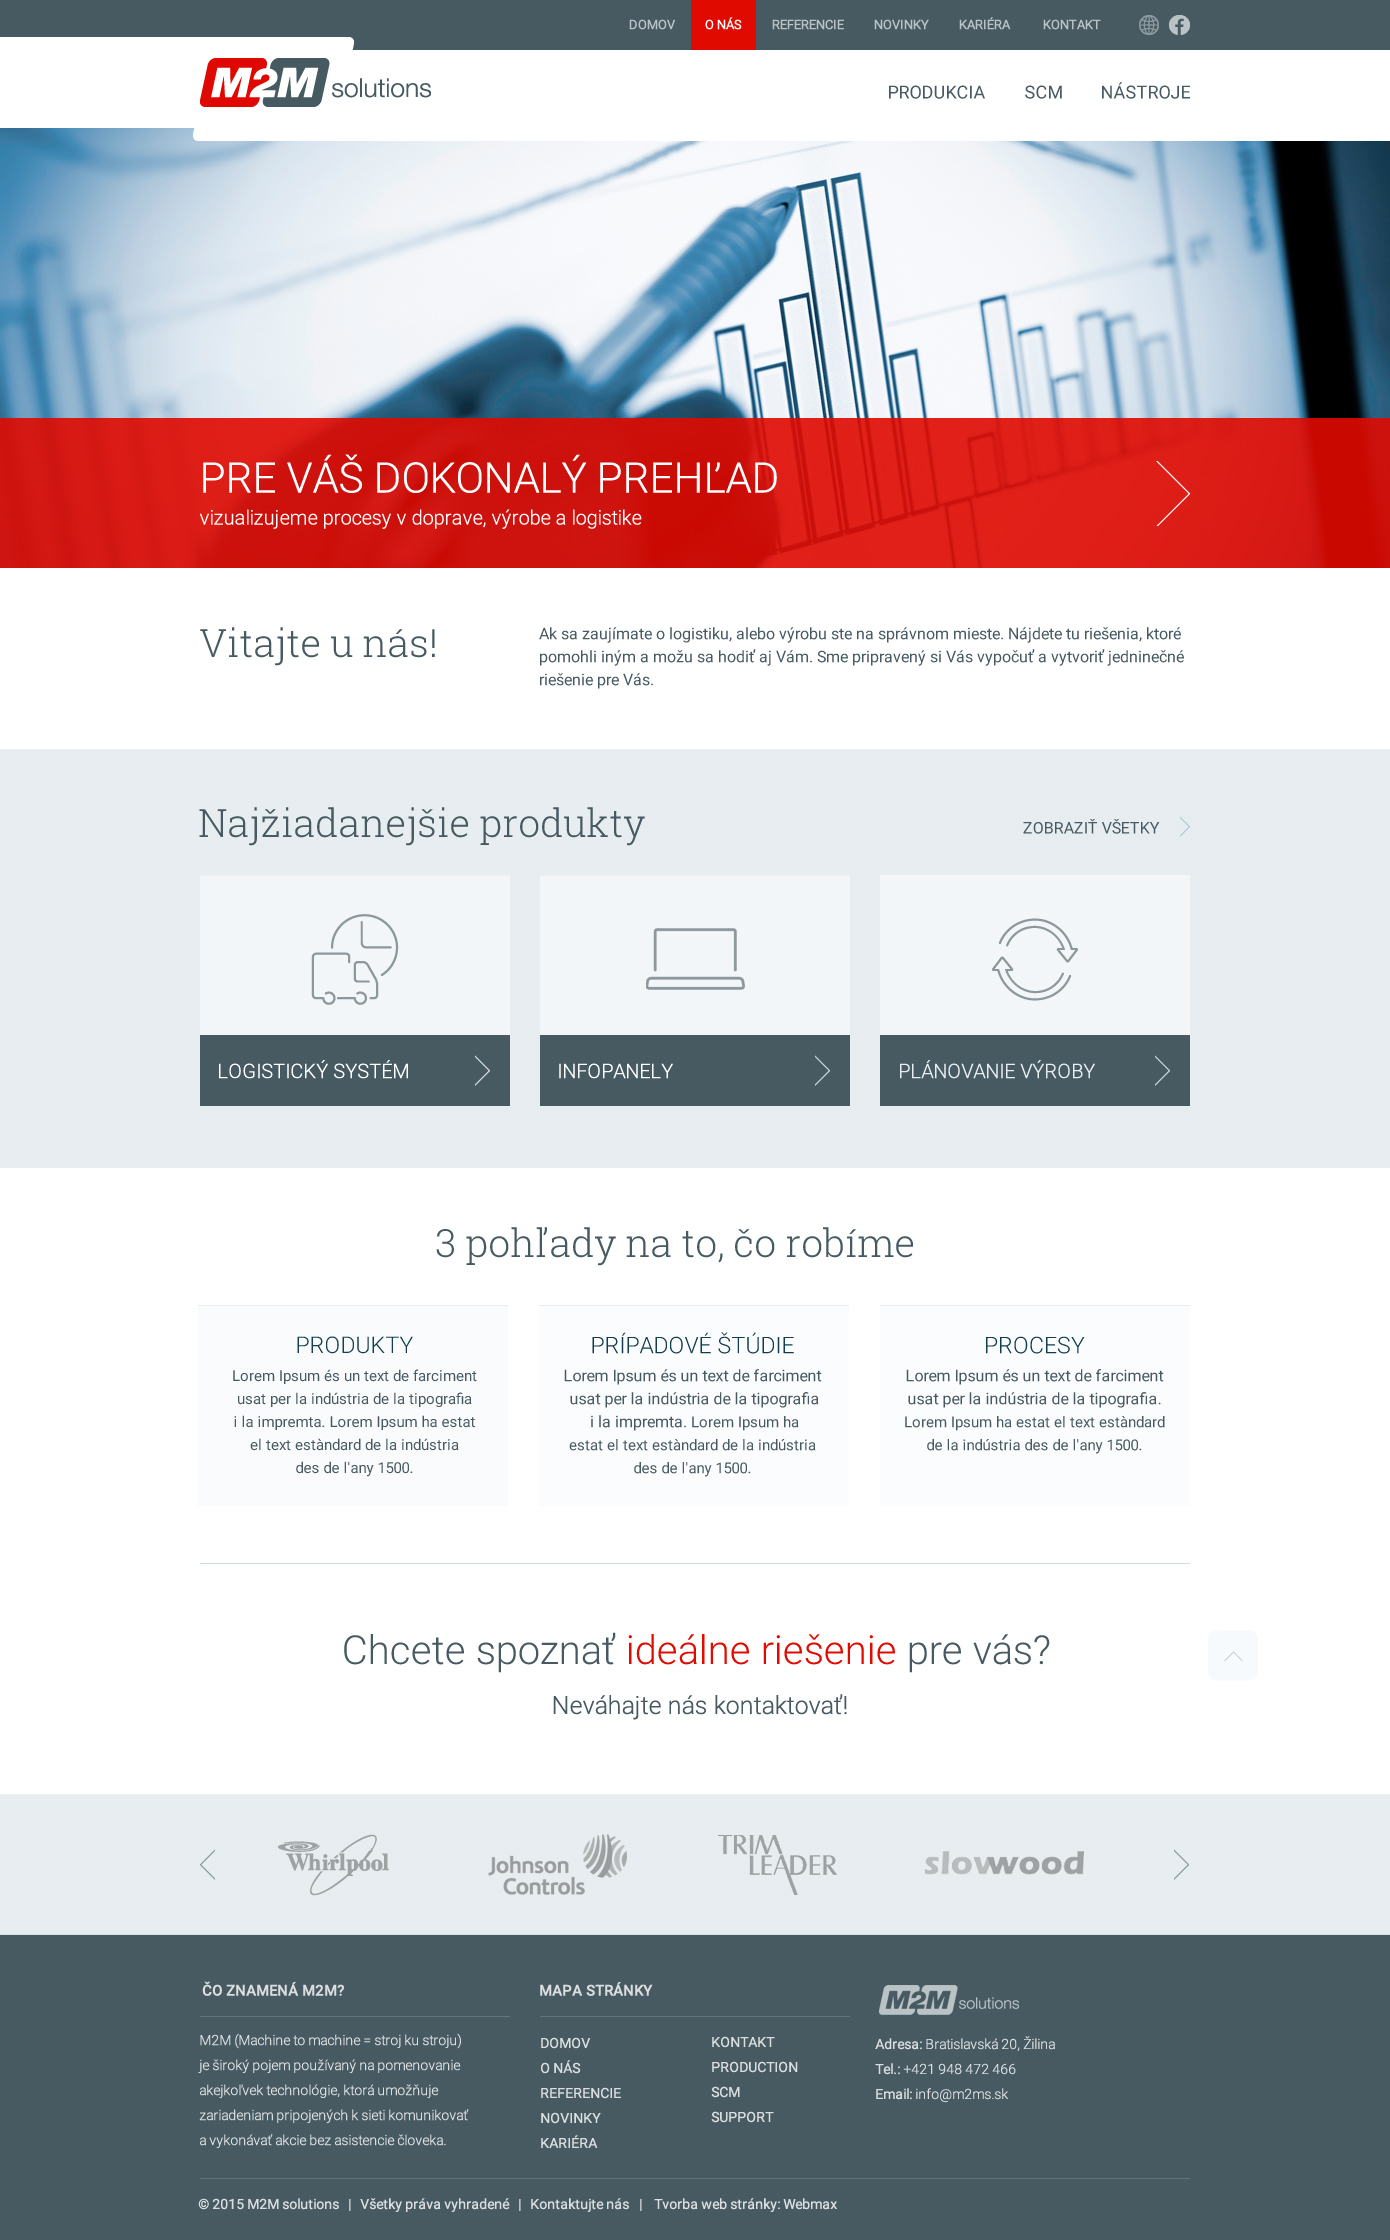 DOMOV O NÁS REFERENCIE NOVINKY KARIÉRA KONTAKT
M2M solutions
PRODUKCIA SCM NÁSTROJE
PRE VÁŠ DOKONALÝ PREHĽAD
vizualizujeme procesy v doprave, výrobe a logistike
Vitajte u nás!
Ak sa zaujímate o logistiku, alebo výrobu ste na správnom mieste. Nájdete tu riešenia, ktoré
pomohli iným a možu sa hodiť aj Vám. Sme pripravený si Vás vypočuť a vytvoriť jedninečné
riešenie pre Vás.
Najžiadanejšie produkty
ZOBRAZIŤ VŠETKY
LOGISTICKÝ SYSTÉM
INFOPANELY
PLÁNOVANIE VÝROBY
3 pohľady na to, čo robíme
PRODUKTY
Lorem Ipsum és un text de farciment
usat per la indústria de la tipografia
i la impremta. Lorem Ipsum ha estat
el text estàndard de la indústria
des de l'any 1500.
PRÍPADOVÉ ŠTÚDIE
Lorem Ipsum és un text de farciment
usat per la indústria de la tipografia
i la impremta. Lorem Ipsum ha
estat el text estàndard de la indústria
des de l'any 1500.
PROCESY
Lorem Ipsum és un text de farciment
usat per la indústria de la tipografia.
Lorem Ipsum ha estat el text estàndard
de la indústria des de l'any 1500.
Chcete spoznať ideálne riešenie pre vás?
Neváhajte nás kontaktovať!
Whirlpool
Johnson
Controls
TRIM
LEADER
slovwood
ČO ZNAMENÁ M2M?
M2M (Machine to machine = stroj ku stroju)
je široký pojem používaný na pomenovanie
akejkoľvek technológie, ktorá umožňuje
zariadeniam pripojených k sieti komunikovať
a vykonávať akcie bez asistencie človeka.
MAPA STRÁNKY
DOMOV
O NÁS
REFERENCIE
NOVINKY
KARIÉRA
KONTAKT
PRODUCTION
SCM
SUPPORT
M2M solutions
Adresa: Bratislavská 20, Žilina
Tel.: +421 948 472 466
Email: info@m2ms.sk
© 2015 M2M solutions | Všetky práva vyhradené | Kontaktujte nás | Tvorba web stránky: Webmax